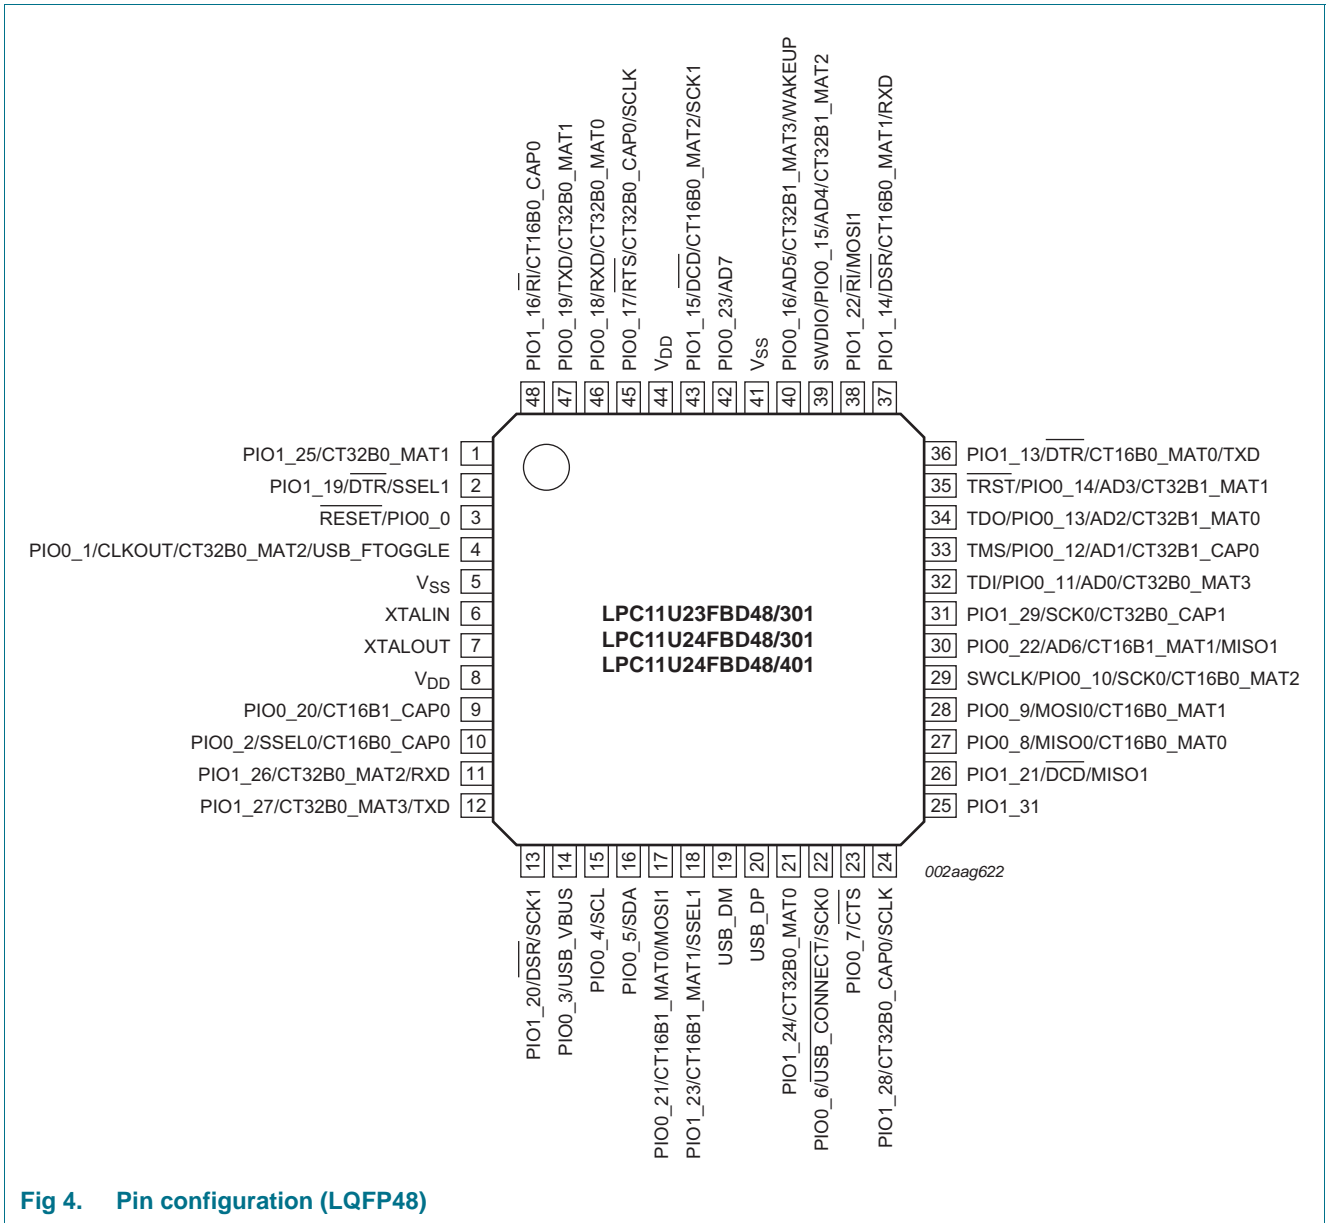 PIO1_16/RI/CT16B0_CAP0
PIO0_19/TXD/CT32B0_MAT1
PIO0_18/RXD/CT32B0_MAT0
PIO0_17/RTS/CT32B0_CAP0/SCLK
VDD
PIO1_15/DCD/CT16B0_MAT2/SCK1
PIO0_23/AD7
VSS
PIO0_16/AD5/CT32B1_MAT3/WAKEUP
SWDIO/PIO0_15/AD4/CT32B1_MAT2
PIO1_22/RI/MOSI1
PIO1_14/DSR/CT16B0_MAT1/RXD
48 47 46 45 44 43 42 41 40 39 38 37
PIO1_25/CT32B0_MAT1 1
PIO1_19/DTR/SSEL1 2
RESET/PIO0_0 3
PIO0_1/CLKOUT/CT32B0_MAT2/USB_FTOGGLE 4
VSS 5
XTALIN 6
XTALOUT 7
VDD 8
PIO0_20/CT16B1_CAP0 9
PIO0_2/SSEL0/CT16B0_CAP0 10
PIO1_26/CT32B0_MAT2/RXD 11
PIO1_27/CT32B0_MAT3/TXD 12
LPC11U23FBD48/301
LPC11U24FBD48/301
LPC11U24FBD48/401
36 PIO1_13/DTR/CT16B0_MAT0/TXD
35 TRST/PIO0_14/AD3/CT32B1_MAT1
34 TDO/PIO0_13/AD2/CT32B1_MAT0
33 TMS/PIO0_12/AD1/CT32B1_CAP0
32 TDI/PIO0_11/AD0/CT32B0_MAT3
31 PIO1_29/SCK0/CT32B0_CAP1
30 PIO0_22/AD6/CT16B1_MAT1/MISO1
29 SWCLK/PIO0_10/SCK0/CT16B0_MAT2
28 PIO0_9/MOSI0/CT16B0_MAT1
27 PIO0_8/MISO0/CT16B0_MAT0
26 PIO1_21/DCD/MISO1
25 PIO1_31
13 14 15 16 17 18 19 20 21 22 23 24
002aag622
PIO1_20/DSR/SCK1
PIO0_3/USB_VBUS
PIO0_4/SCL
PIO0_5/SDA
PIO0_21/CT16B1_MAT0/MOSI1
PIO1_23/CT16B1_MAT1/SSEL1
USB_DM
USB_DP
PIO1_24/CT32B0_MAT0
PIO0_6/USB_CONNECT/SCK0
PIO0_7/CTS
PIO1_28/CT32B0_CAP0/SCLK
Fig 4. Pin configuration (LQFP48)